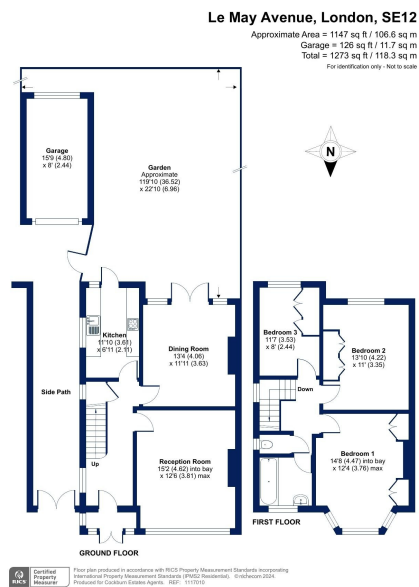 Le May Avenue, London, SE12
Approximate Area = 1147 sq ft / 106.6 sq m
Garage = 126 sq ft / 11.7 sq m
Total = 1273 sq ft / 118.3 sq m
For identification only - Not to scale
Garage
15'9 (4.80)
x 8' (2.44)
Garden
Approximate
119'10 (36.52)
x 22'10 (6.96)
N
Kitchen
11'10 (3.61)
x 6'11 (2.11)
Dining Room
13'4 (4.06)
x 11'11 (3.63)
Bedroom 3
11'7 (3.53)
x 8' (2.44)
Bedroom 2
13'10 (4.22)
x 11' (3.35)
Side Path
Down
Up
Reception Room
15'2 (4.62) into bay
x 12'6 (3.81) max
Bedroom 1
14'8 (4.47) into bay
x 12'4 (3.76) max
FIRST FLOOR
GROUND FLOOR
RICS
Certified
Property
Measurer
Floor plan produced in accordance with RICS Property Measurement Standards incorporating
International Property Measurement Standards (IPMS2 Residential). © nichecom 2024.
Produced for Cockburn Estates Agents. REF: 1117010